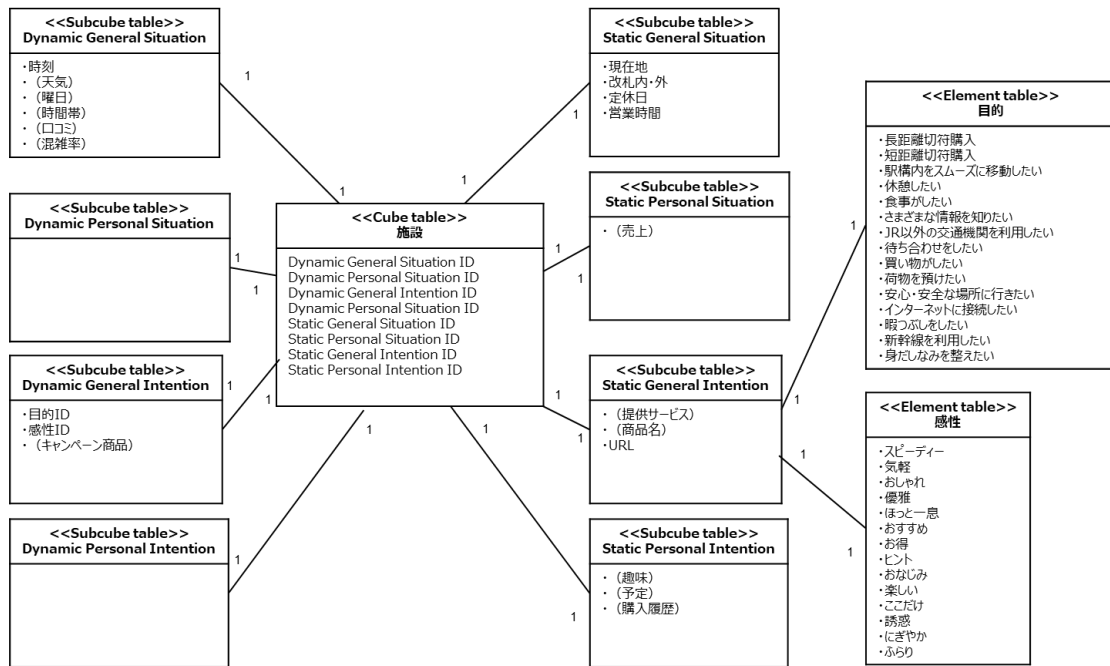 <<Subcube table>>
Dynamic General Situation
・時刻
・（天気）
・（曜日）
・（時間帯）
・（口コミ）
・（混雑率）
1
1
<<Subcube table>>
Static General Situation
・現在地
・改札内・外
・定休日
・営業時間
1
1
<<Subcube table>>
Dynamic Personal Situation
1
1
<<Cube table>>
施設
Dynamic General Situation ID
Dynamic Personal Situation ID
Dynamic General Intention ID
Dynamic Personal Situation ID
Static General Situation ID
Static Personal Situation ID
Static General Intention ID
Static Personal Intention ID
<<Subcube table>>
Static Personal Situation
・（売上）
1
1
<<Subcube table>>
Dynamic General Intention
・目的ID
・感性ID
・（キャンペーン商品）
1
1
<<Subcube table>>
Static General Intention
・（提供サービス）
・（商品名）
・URL
1
1
<<Subcube table>>
Dynamic Personal Intention
1
1
<<Subcube table>>
Static Personal Intention
・（趣味）
・（予定）
・（購入履歴）
1
1
<<Element table>>
目的
・長距離切符購入
・短距離切符購入
・駅構内をスムーズに移動したい
・休憩したい
・食事がしたい
・さまざまな情報を知りたい
・JR以外の交通機関を利用したい
・待ち合わせをしたい
・買い物がしたい
・荷物を預けたい
・安心・安全な場所に行きたい
・インターネットに接続したい
・暇つぶしをしたい
・新幹線を利用したい
・身だしなみを整えたい
1
1
<<Element table>>
感性
・スピーディー
・気軽
・おしゃれ
・優雅
・ほっと一息
・おすすめ
・お得
・ヒント
・おなじみ
・楽しい
・ここだけ
・誘惑
・にぎやか
・ふらり
1
1